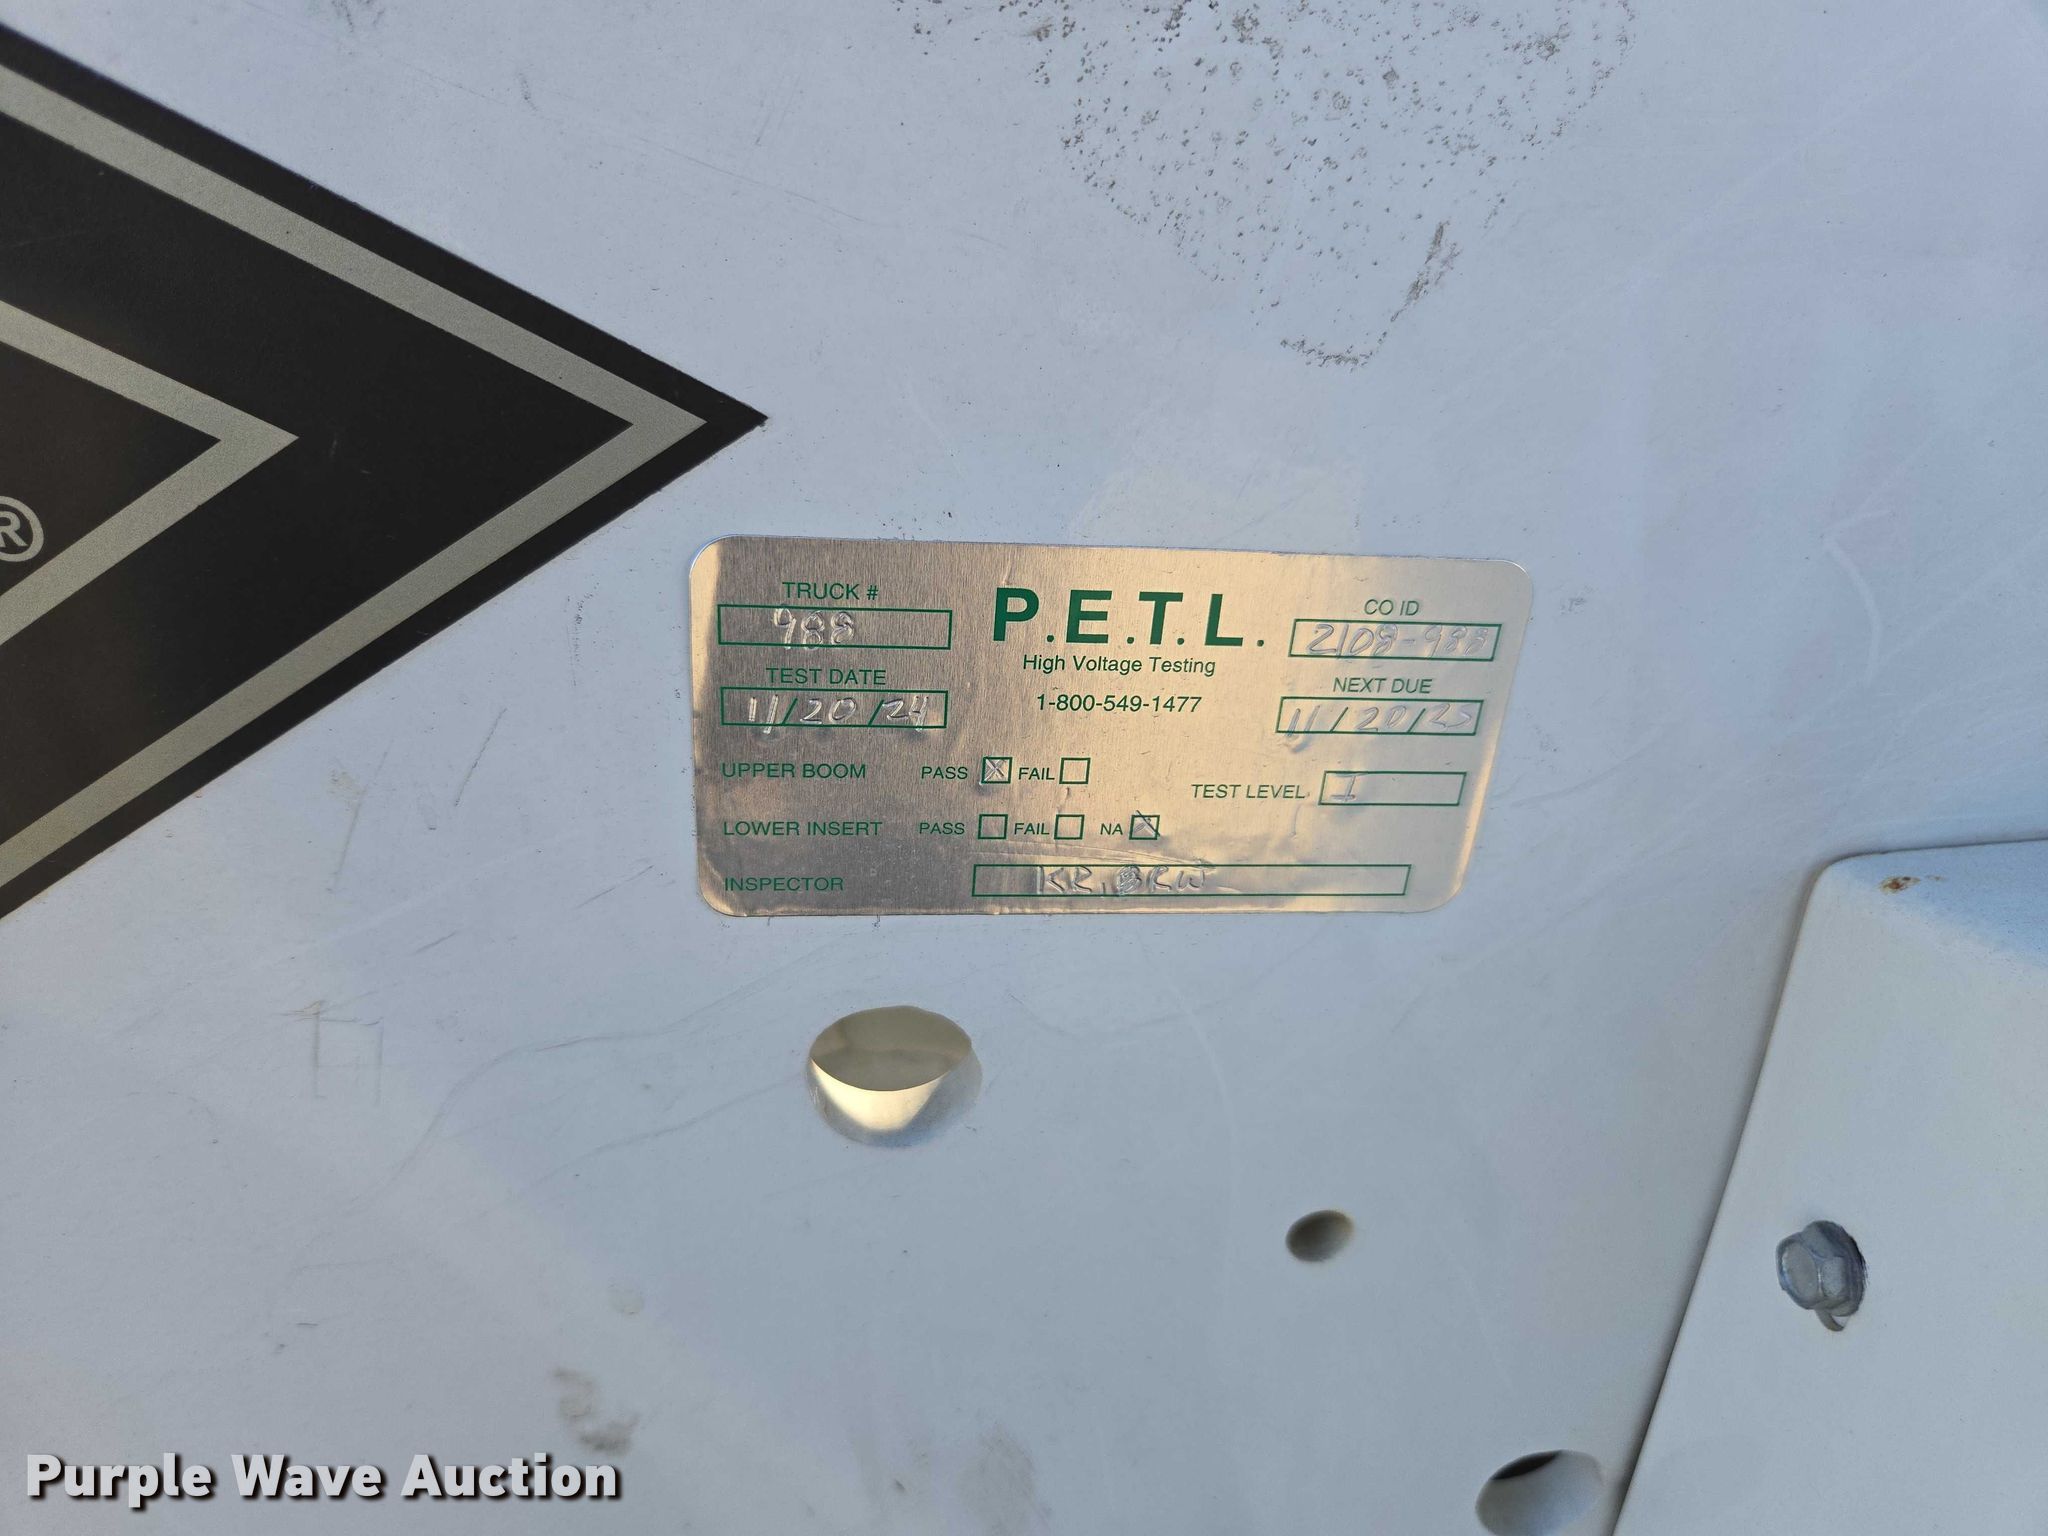 ®
TRUCK #
988
P.E.T.L.
CO ID
2108-988
High Voltage Testing
TEST DATE
11/20/24
1-800-549-1477
NEXT DUE
11/20/25
UPPER BOOM PASS X FAIL
TEST LEVEL I
LOWER INSERT PASS FAIL NA X
INSPECTOR KR, BRW
Purple Wave Auction